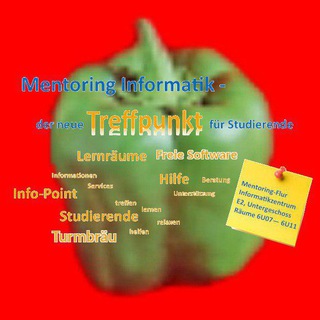 Mentoring Informatik -
der neue Treffpunkt für Studierende
Lernräume Freie Software
Informationen Hilfe Beratung
Services
Info-Point Unterstützung
treffen
Studierende lernen
relaxen
Turmbräu helfen
Mentoring-Flur
Informatikzentrum
E2, Untergeschoss
Räume 6U07— 6U11